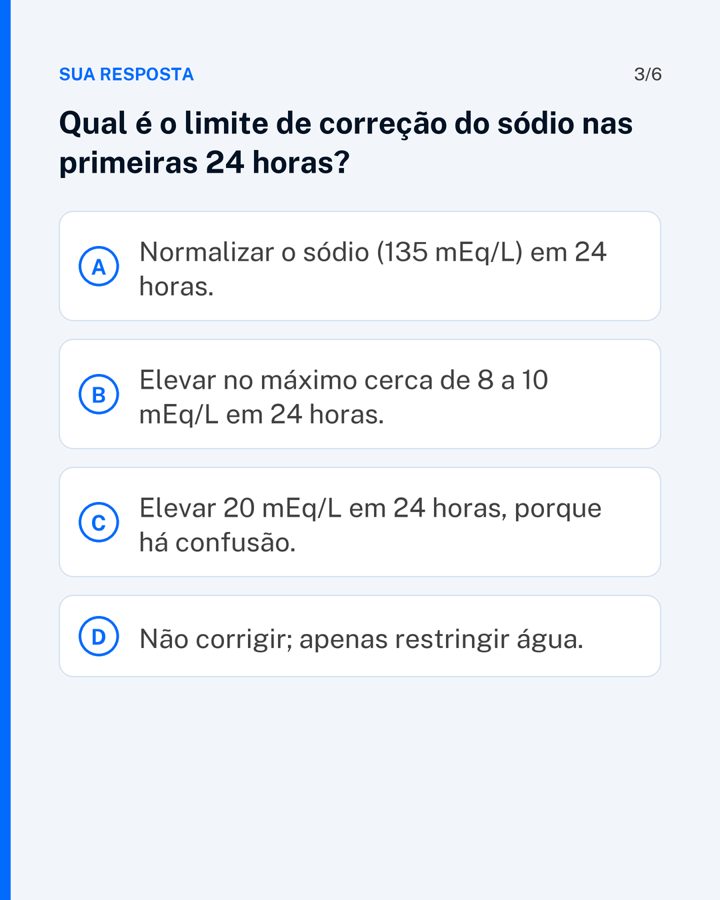 SUA RESPOSTA
3/6
Qual é o limite de correção do sódio nas
primeiras 24 horas?
A
Normalizar o sódio (135 mEq/L) em 24
horas.
B
Elevar no máximo cerca de 8 a 10
mEq/L em 24 horas.
C
Elevar 20 mEq/L em 24 horas, porque
há confusão.
D
Não corrigir; apenas restringir água.